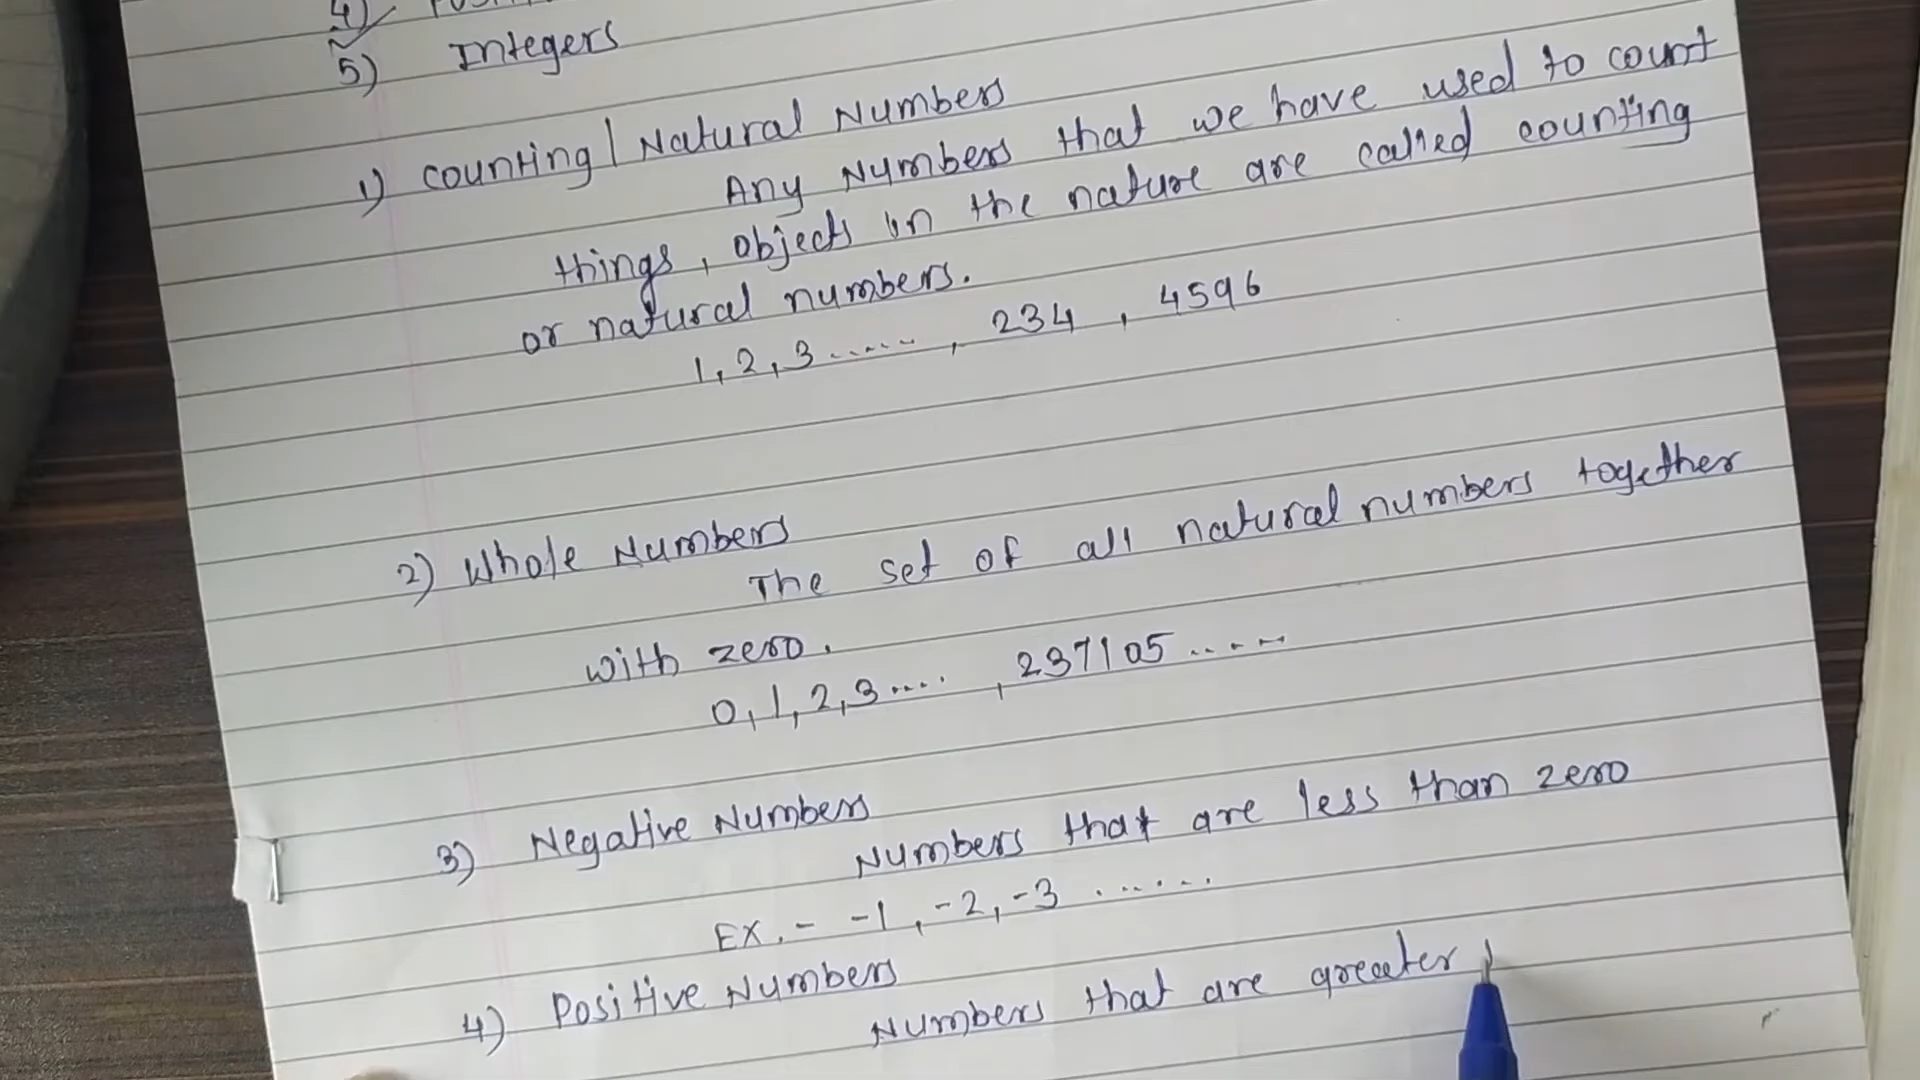 4)
5) Integers
1) Counting | Natural Numbers
Any Numbers that we have used to count
things, objects in the nature are called counting
or natural numbers.
1, 2, 3 ....., 234, 4596
2) Whole Numbers
The set of all natural numbers together
with zero.
0, 1, 2, 3 ...., 237105 .....
3) Negative Numbers
Numbers that are less than zero
EX. - -1, -2, -3 ......
4) Positive Numbers
Numbers that are greater